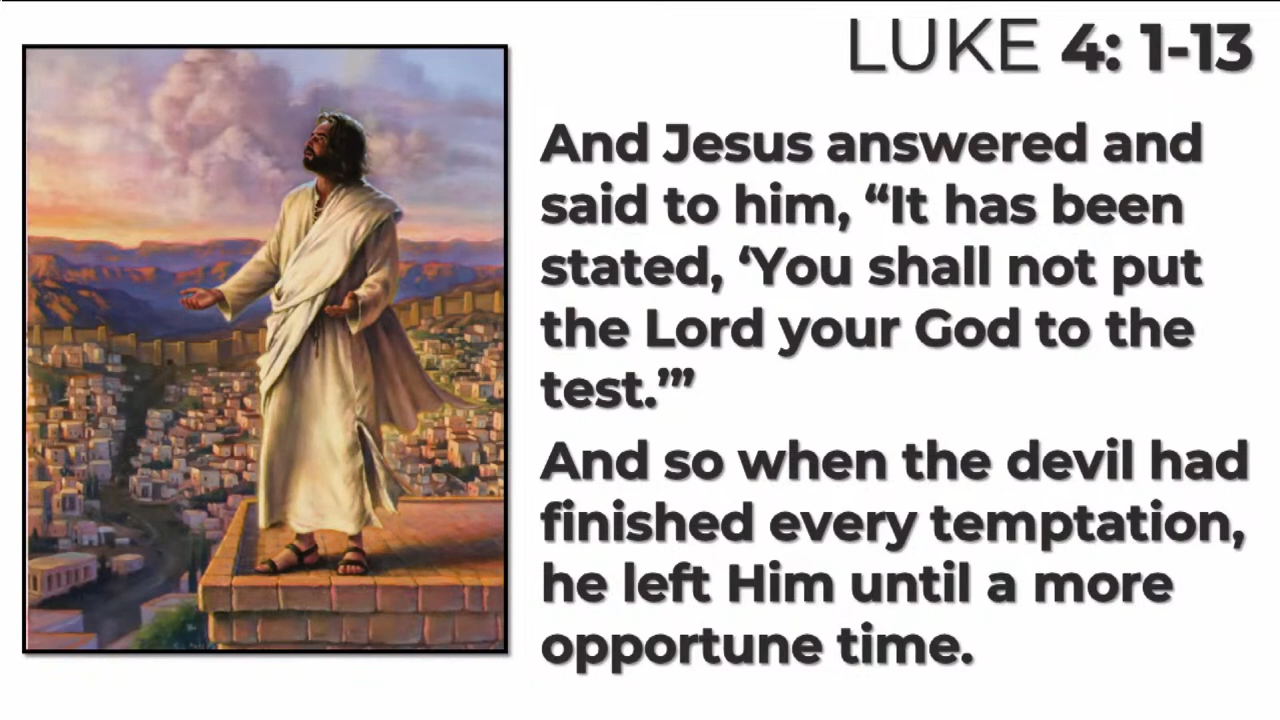 LUKE 4: 1-13
And Jesus answered and
said to him, “It has been
stated, ‘You shall not put
the Lord your God to the
test.’”
And so when the devil had
finished every temptation,
he left Him until a more
opportune time.